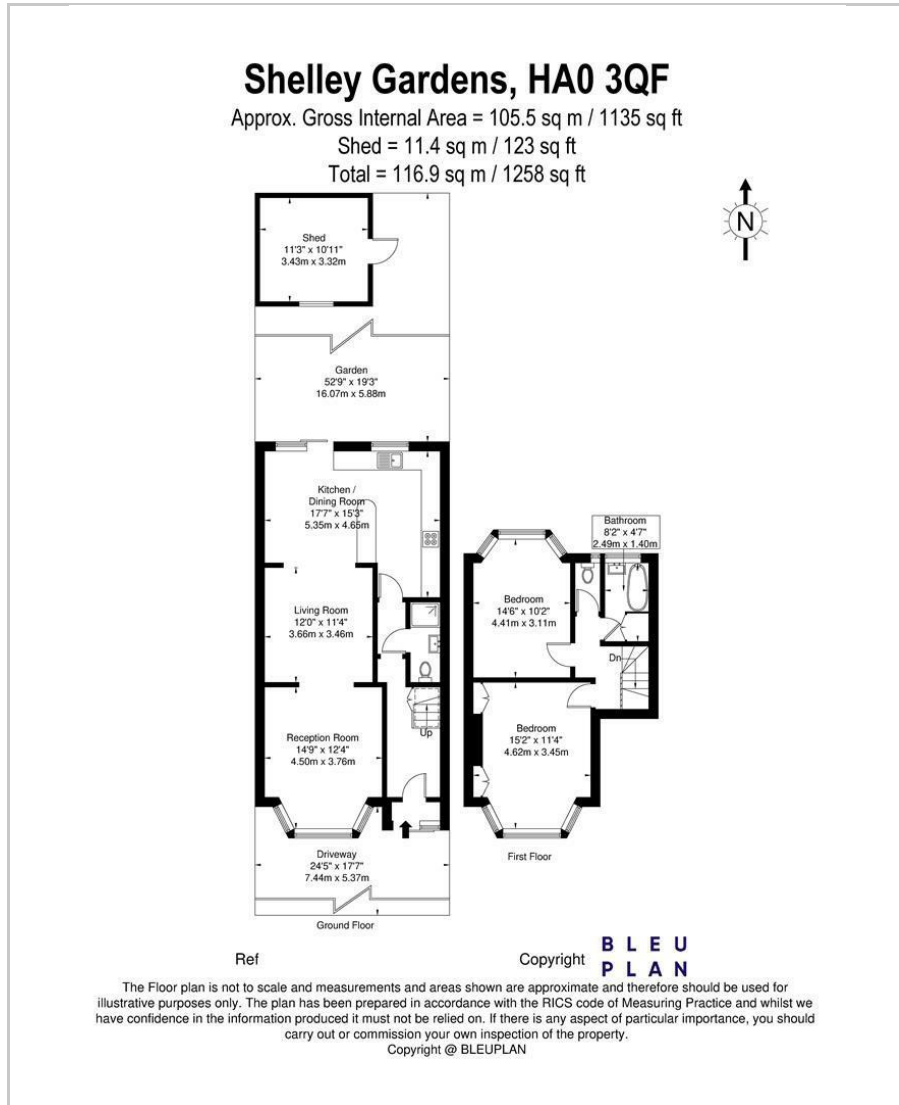 Shelley Gardens, HA0 3QF
Approx. Gross Internal Area = 105.5 sq m / 1135 sq ft
Shed = 11.4 sq m / 123 sq ft
Total = 116.9 sq m / 1258 sq ft
N
Shed
11'3" x 10'11"
3.43m x 3.32m
Garden
52'9" x 19'3"
16.07m x 5.88m
Kitchen /
Dining Room
17'7" x 15'3"
5.35m x 4.65m
Living Room
12'0" x 11'4"
3.66m x 3.46m
Reception Room
14'9" x 12'4"
4.50m x 3.76m
Up
Driveway
24'5" x 17'7"
7.44m x 5.37m
Ground Floor
Bathroom
8'2" x 4'7"
2.49m x 1.40m
Bedroom
14'6" x 10'2"
4.41m x 3.11m
Dn
Bedroom
15'2" x 11'4"
4.62m x 3.45m
First Floor
Ref
Copyright
BLEU
PLAN
The Floor plan is not to scale and measurements and areas shown are approximate and therefore should be used for
illustrative purposes only. The plan has been prepared in accordance with the RICS code of Measuring Practice and whilst we
have confidence in the information produced it must not be relied on. If there is any aspect of particular importance, you should
carry out or commission your own inspection of the property.
Copyright @ BLEUPLAN